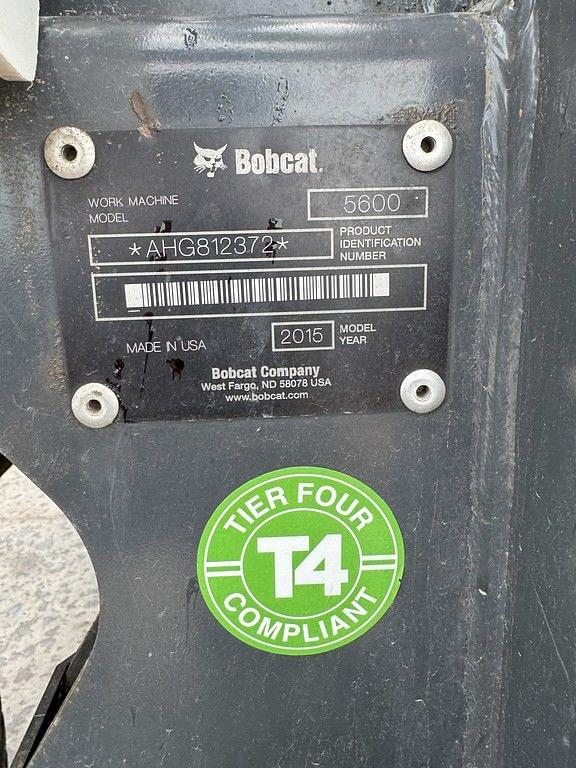 Bobcat.
WORK MACHINE
MODEL
5600
*AHG812372*
PRODUCT
IDENTIFICATION
NUMBER
MADE IN USA
2015
MODEL
YEAR
Bobcat Company
West Fargo, ND 58078 USA
www.bobcat.com
TIER FOUR
T4
COMPLIANT